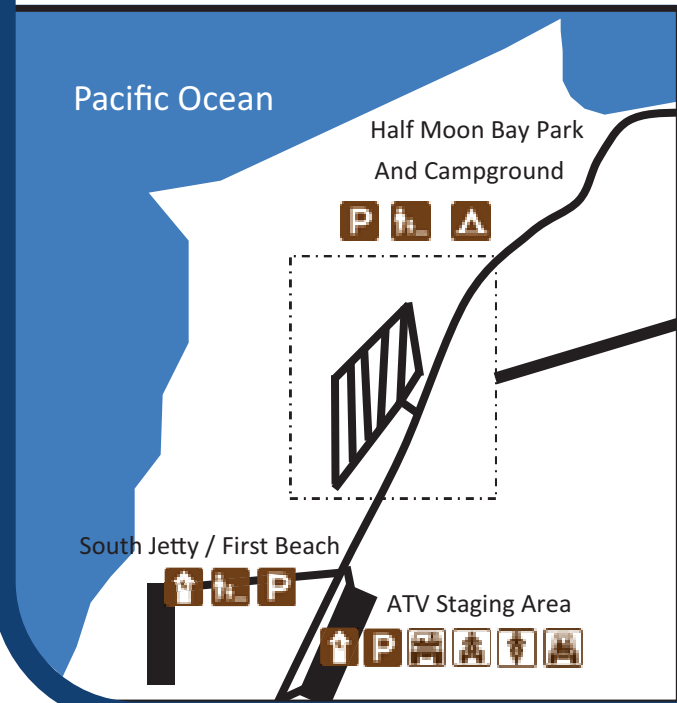 Pacific Ocean
Half Moon Bay Park
And Campground
P
South Jetty / First Beach
P
ATV Staging Area
P